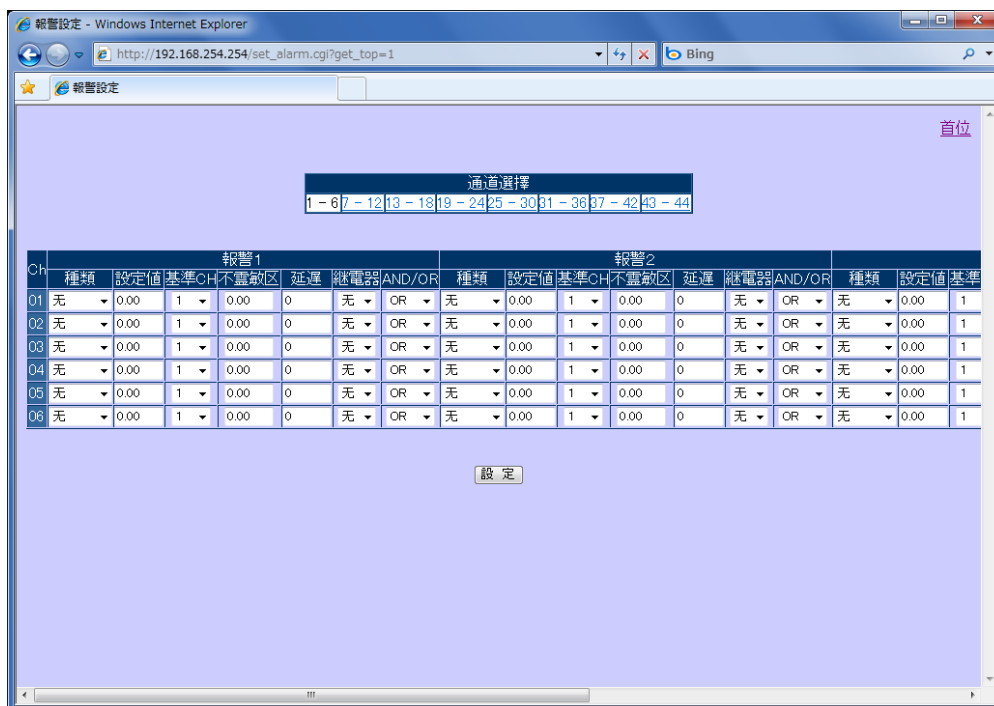 報警設定 - Windows Internet Explorer
http://192.168.254.254/set_alarm.cgi?get_top=1 Bing
報警設定
首位
通道選擇
1 - 6 7 - 12 13 - 18 19 - 24 25 - 30 31 - 36 37 - 42 43 - 44
Ch 報警1 報警2
種類 設定値 基準CH 不霊敏区 延遅 継電器 AND/OR 種類 設定値 基準CH 不霊敏区 延遅 継電器 AND/OR 種類 設定値 基準
01 无 0.00 1 0.00 0 无 OR 无 0.00 1 0.00 0 无 OR 无 0.00 1
02 无 0.00 1 0.00 0 无 OR 无 0.00 1 0.00 0 无 OR 无 0.00 1
03 无 0.00 1 0.00 0 无 OR 无 0.00 1 0.00 0 无 OR 无 0.00 1
04 无 0.00 1 0.00 0 无 OR 无 0.00 1 0.00 0 无 OR 无 0.00 1
05 无 0.00 1 0.00 0 无 OR 无 0.00 1 0.00 0 无 OR 无 0.00 1
06 无 0.00 1 0.00 0 无 OR 无 0.00 1 0.00 0 无 OR 无 0.00 1
設 定